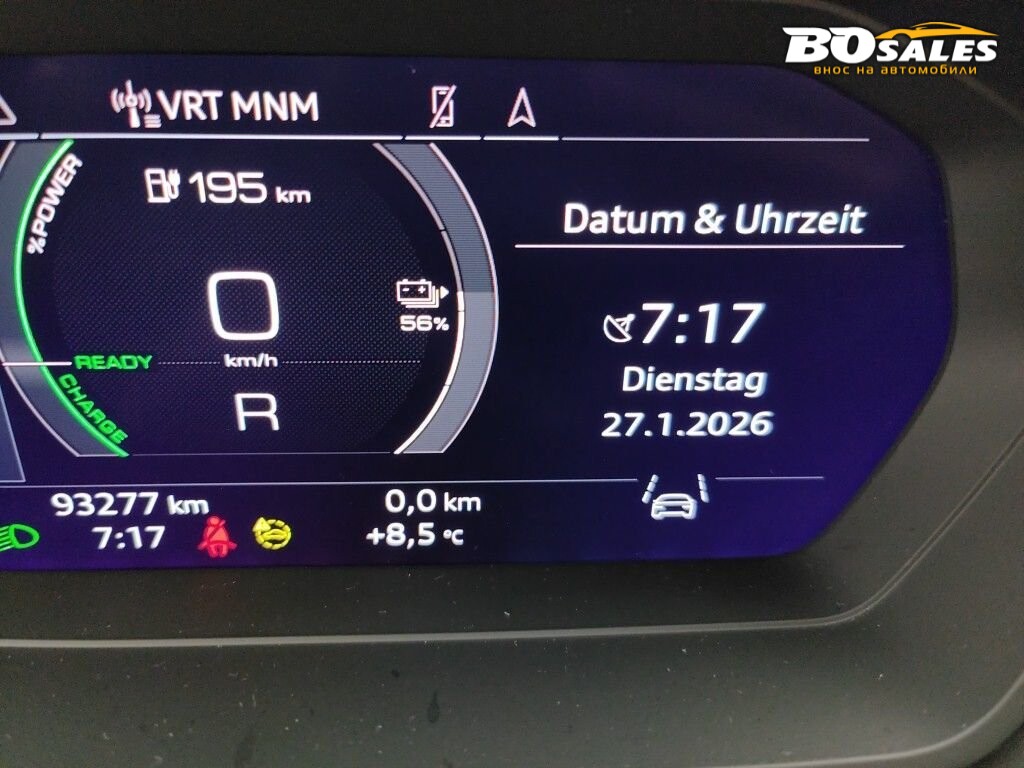 BOSALES
внос на автомобили
VRT MNM
%POWER
195 km
Datum & Uhrzeit
0
km/h
56%
7:17
READY
Dienstag
CHARGE
R
27.1.2026
93277 km
0,0 km
7:17
+8,5 °C